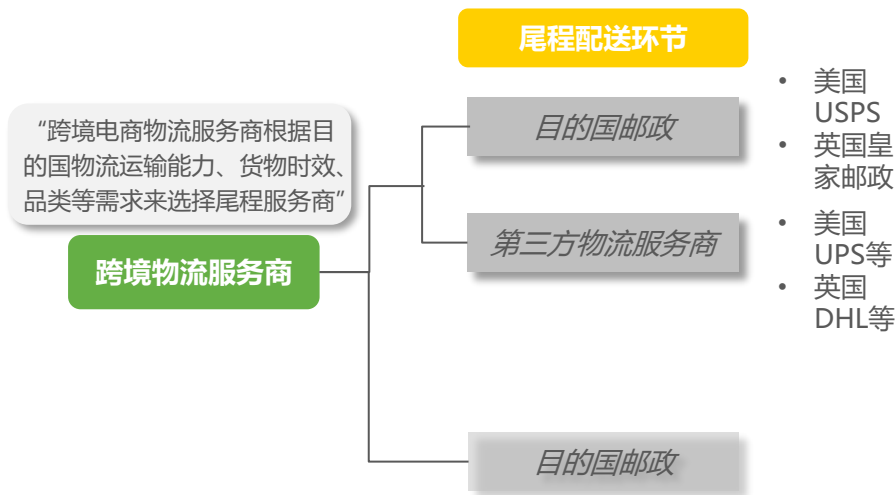 尾程配送环节
“跨境电商物流服务商根据目
的国物流运输能力、货物时效、
品类等需求来选择尾程服务商”
跨境物流服务商
目的国邮政
• 美国
USPS
• 英国皇
家邮政
第三方物流服务商
• 美国
UPS等
• 英国
DHL等
目的国邮政